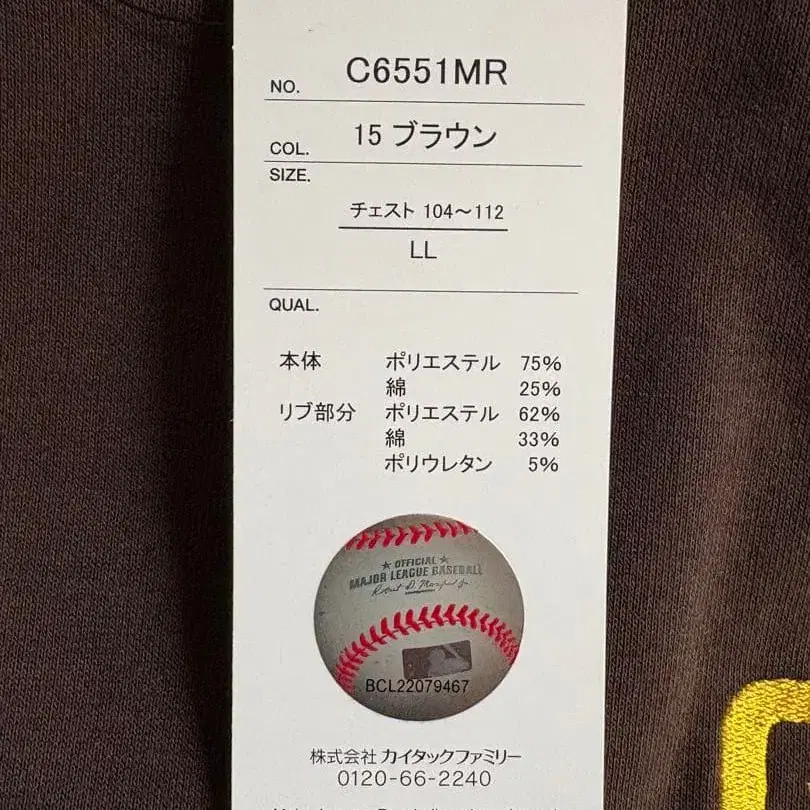 NO. C6551MR
COL. 15 ブラウン
SIZE.
チェスト 104〜112
LL
QUAL.
本体 ポリエステル 75%
綿 25%
リブ部分 ポリエステル 62%
綿 33%
ポリウレタン 5%
★ OFFICIAL ★
MAJOR LEAGUE BASEBALL
Robert D. Manfred Jr.
BCL22079467
株式会社 カイタックファミリー
0120-66-2240